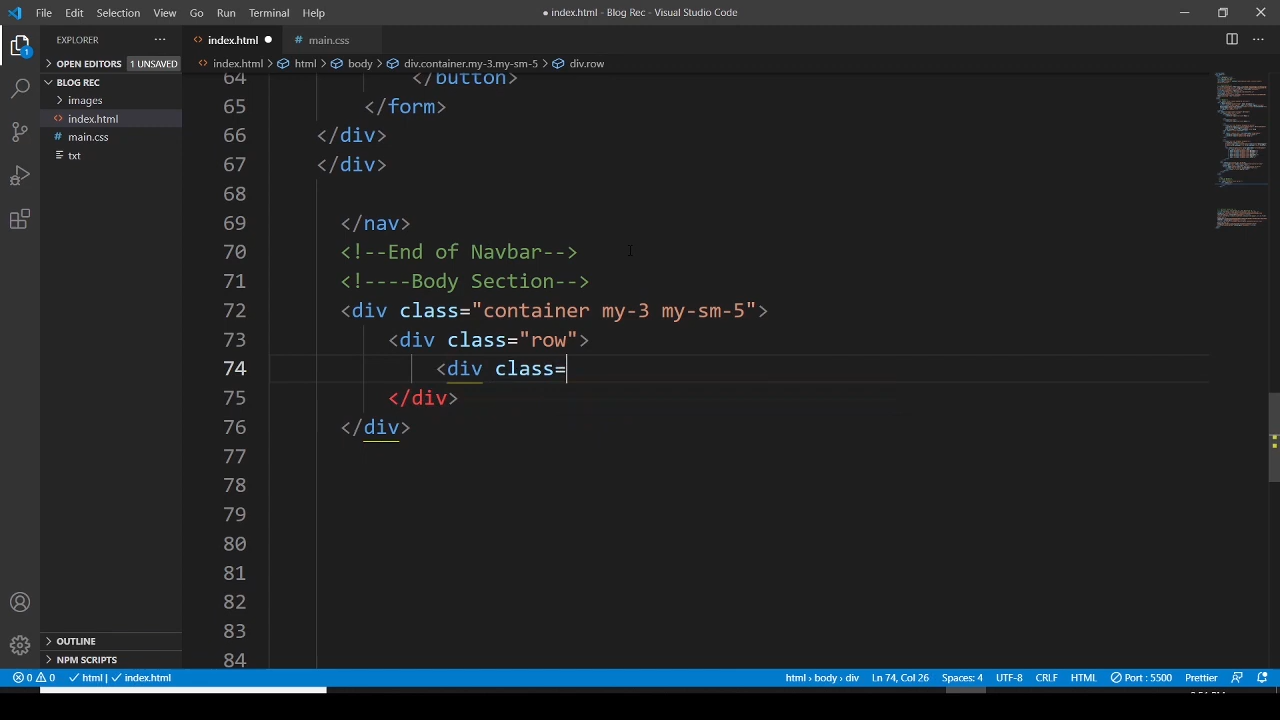 File Edit Selection View Go Run Terminal Help
● index.html - Blog Rec - Visual Studio Code
EXPLORER
index.html ●
main.css
OPEN EDITORS 1 UNSAVED
index.html > html > body > div.container.my-3.my-sm-5 > div.row
BLOG REC
images
index.html
main.css
txt
64 </button>
65 </form>
66 </div>
67 </div>
68
69 </nav>
70 <!--End of Navbar-->
71 <!----Body Section-->
72 <div class="container my-3 my-sm-5">
73 <div class="row">
74 <div class=
75 </div>
76 </div>
77
78
79
80
81
82
83
84
OUTLINE
NPM SCRIPTS
1
0 0 ✓ html | ✓ index.html
html › body › div Ln 74, Col 26 Spaces: 4 UTF-8 CRLF HTML Port : 5500 Prettier